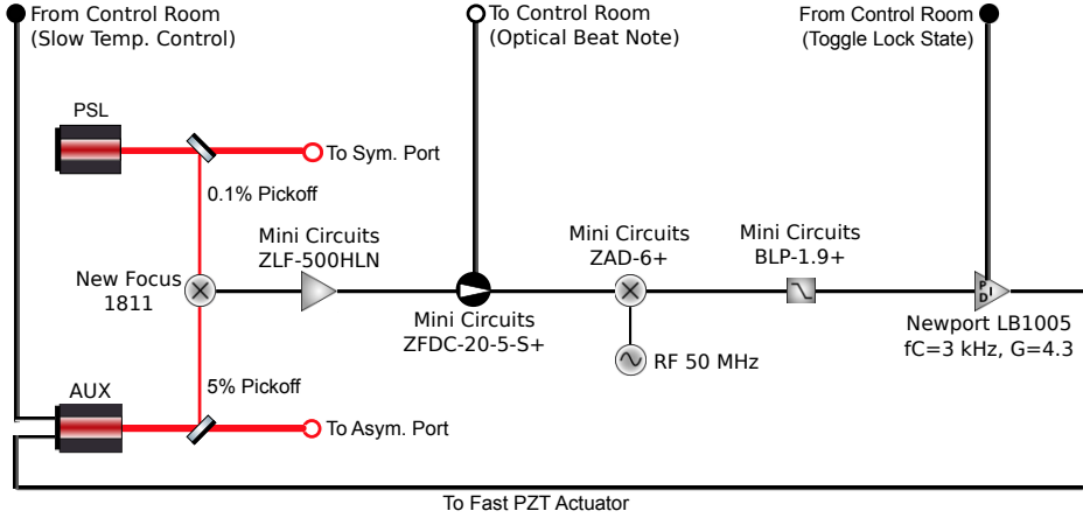 From Control Room
(Slow Temp. Control)
To Control Room
(Optical Beat Note)
From Control Room
(Toggle Lock State)
PSL
To Sym. Port
0.1% Pickoff
Mini Circuits
ZLF-500HLN
Mini Circuits
ZAD-6+
Mini Circuits
BLP-1.9+
New Focus
1811
P
I
D
Mini Circuits
ZFDC-20-5-S+
Newport LB1005
fC=3 kHz, G=4.3
RF 50 MHz
5% Pickoff
AUX
To Asym. Port
To Fast PZT Actuator